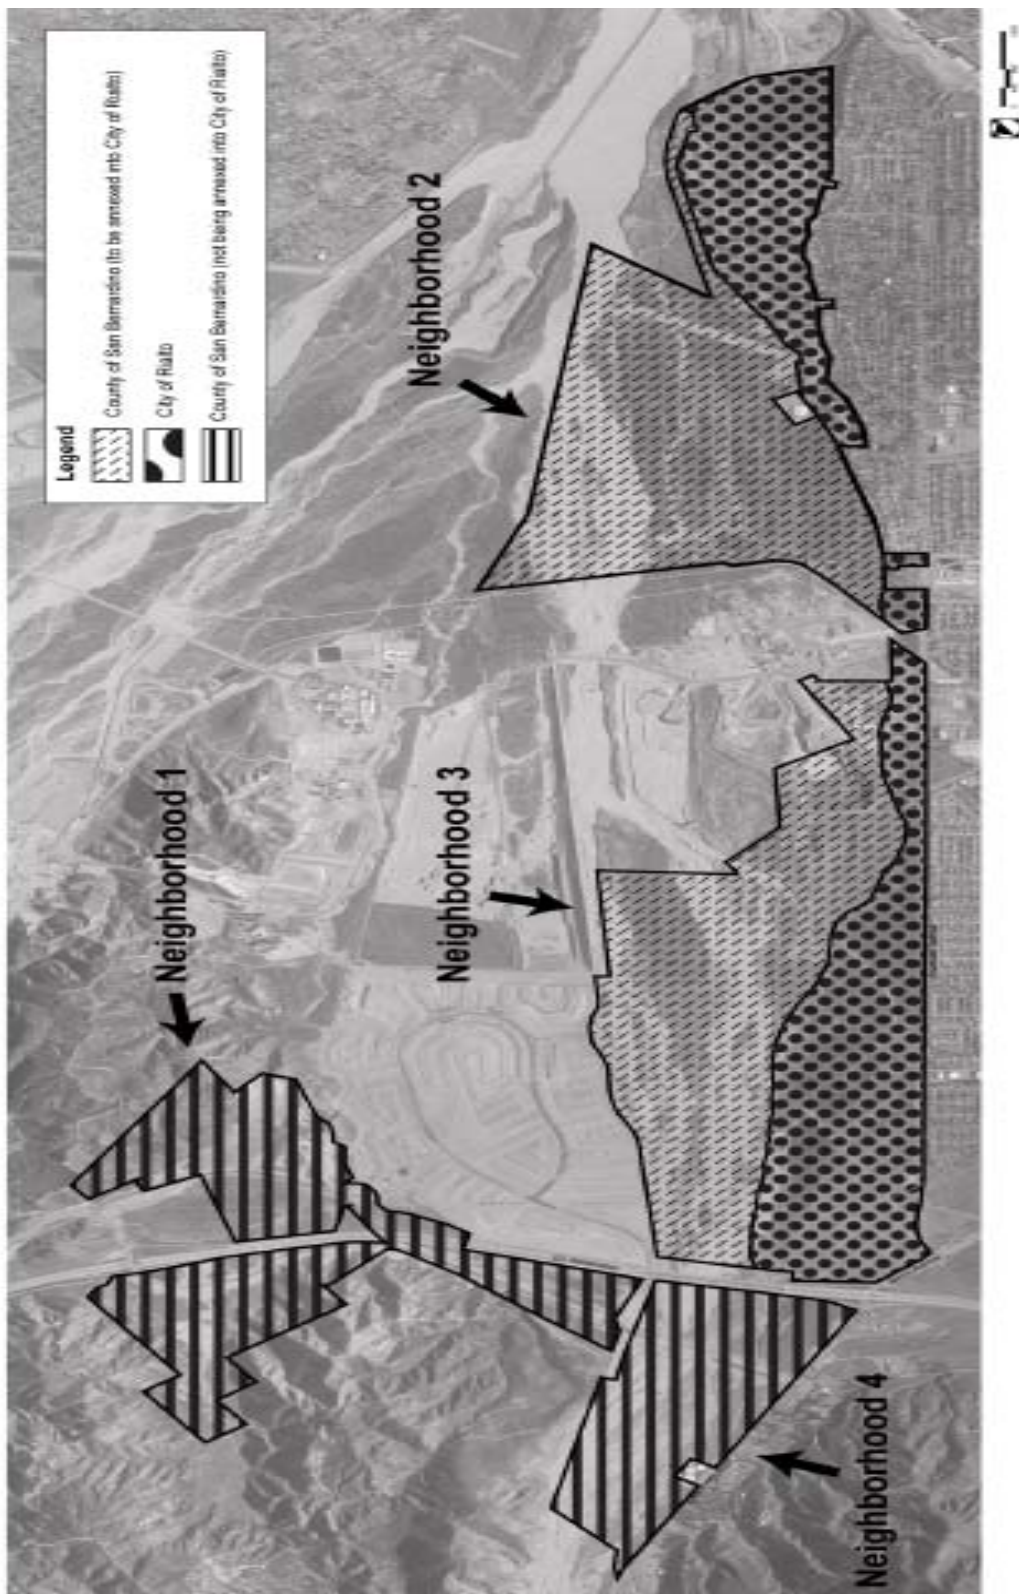 Legend
County of San Bernardino (to be annexed into City of Rialto)
City of Rialto
County of San Bernardino (not being annexed into City of Rialto)
Neighborhood 1
Neighborhood 2
Neighborhood 3
Neighborhood 4